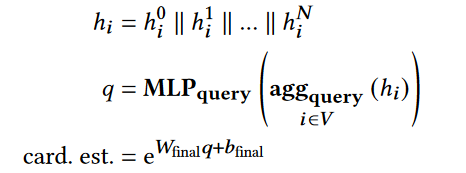 h_i = h_i^0 ∥ h_i^1 ∥ ... ∥ h_i^N
q = MLP_query ( agg_query i∈V (h_i) )
card. est. = e^{W_final q + b_final}